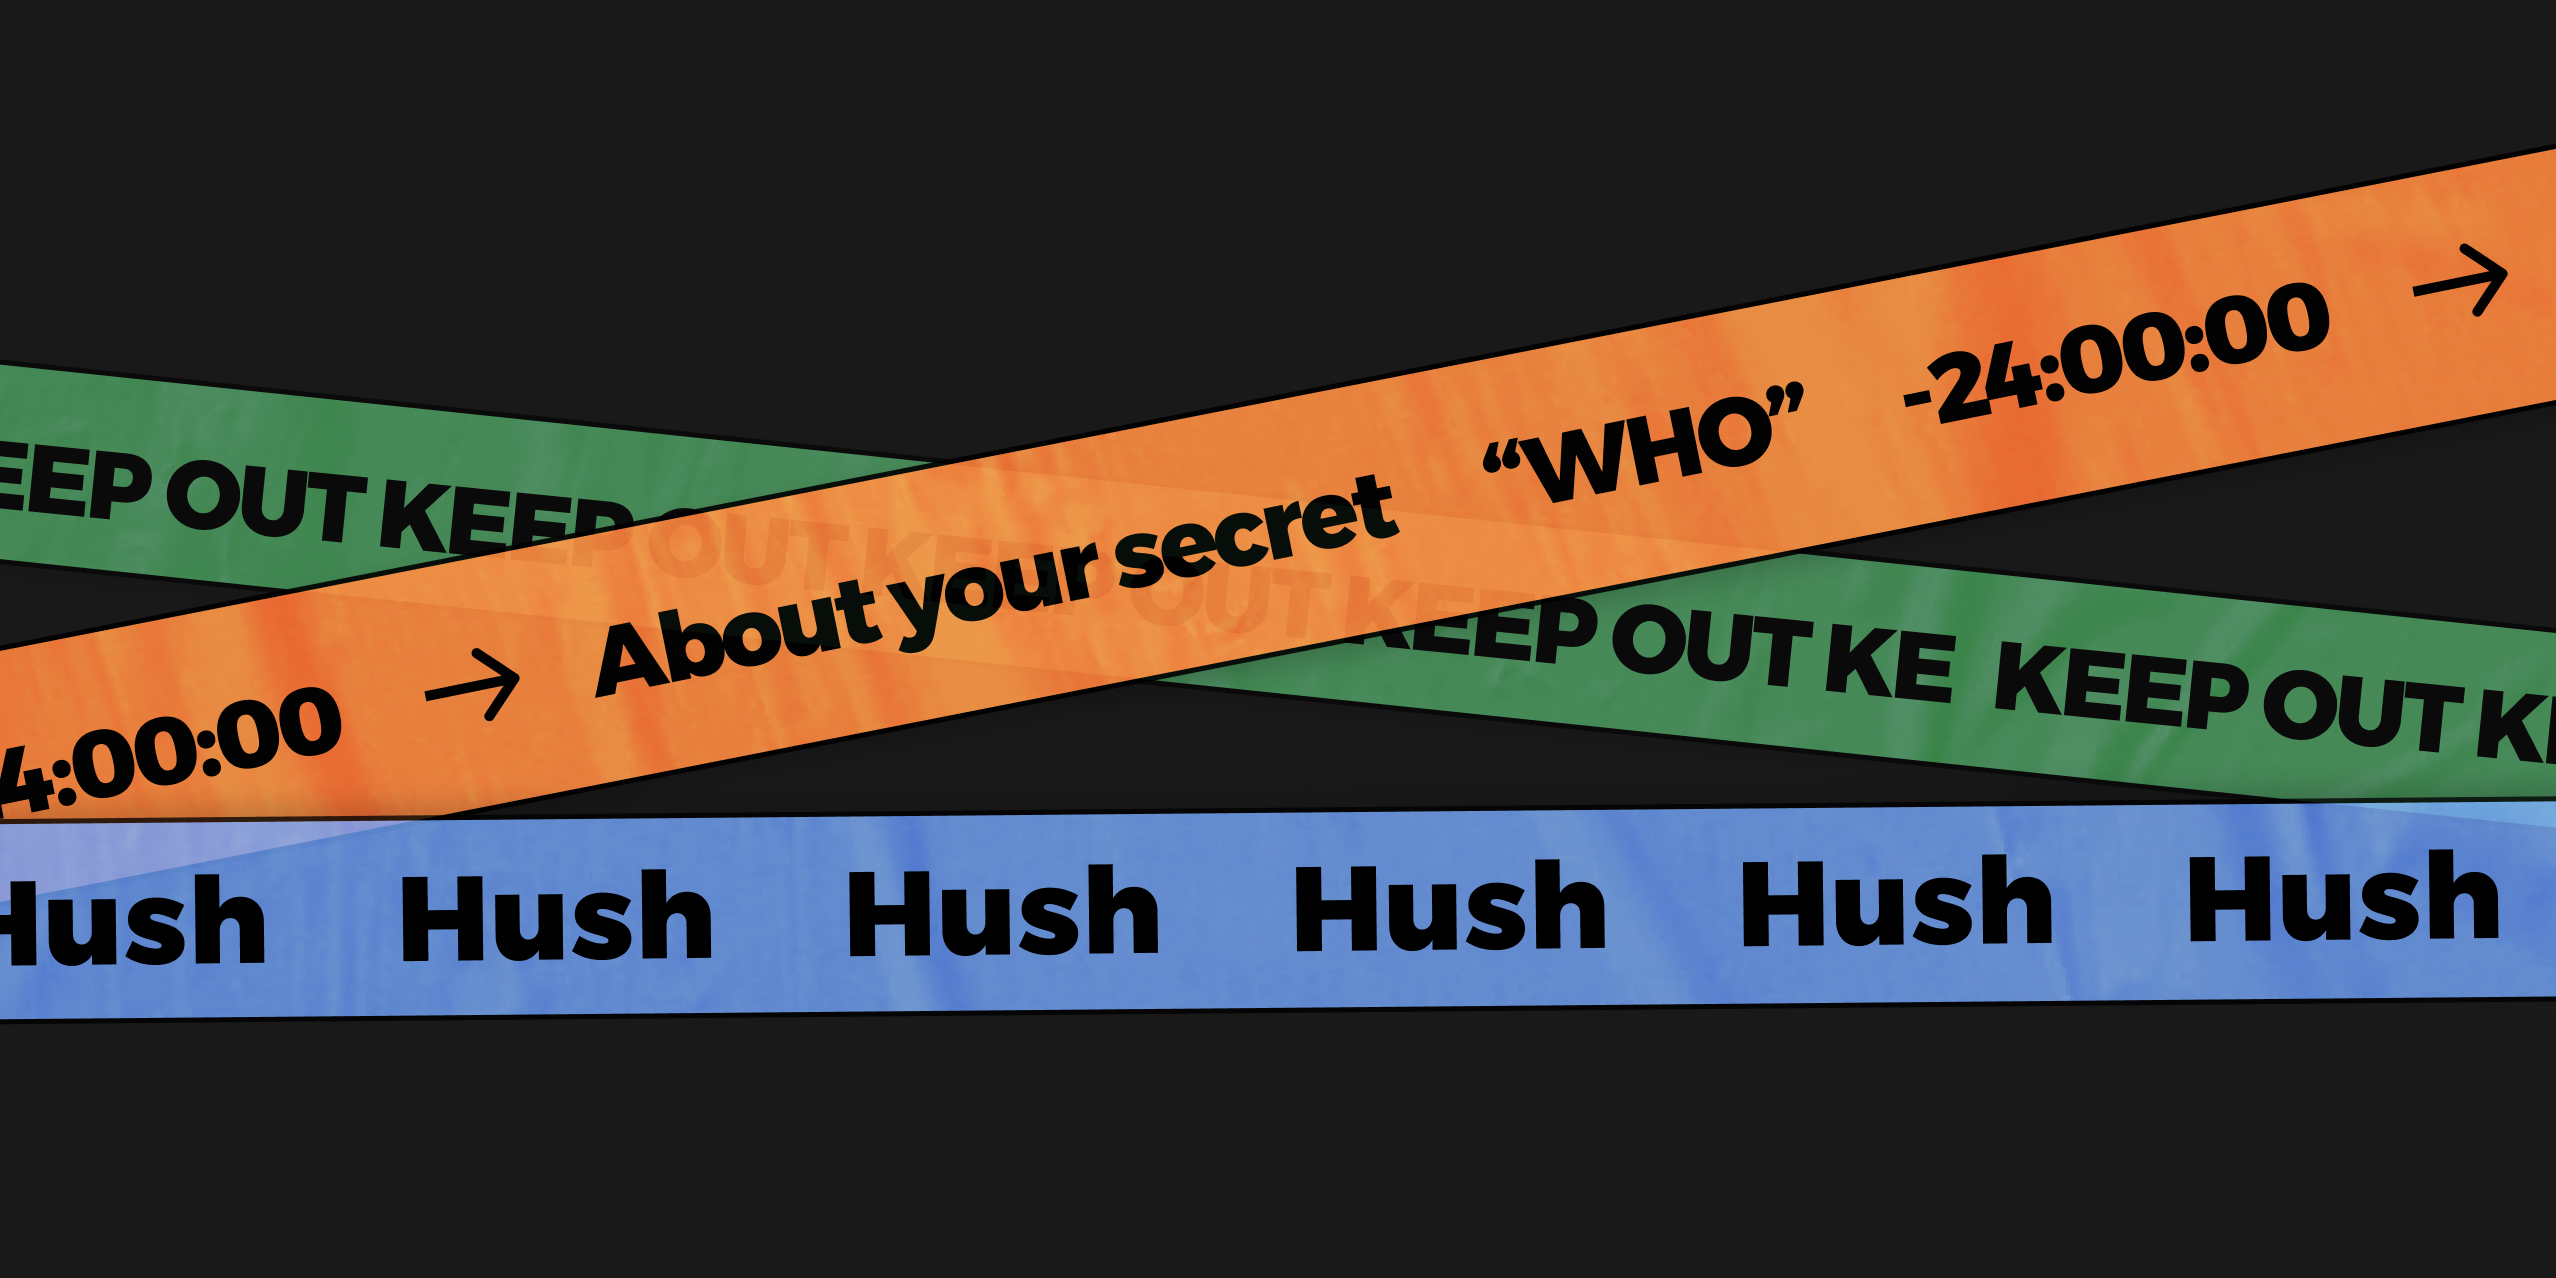 EEP OUT KEEP OUT KEEP OUT KEEP OUT KE KEEP OUT KE
4:00:00 → About your secret “WHO” -24:00:00 →
Hush Hush Hush Hush Hush Hush